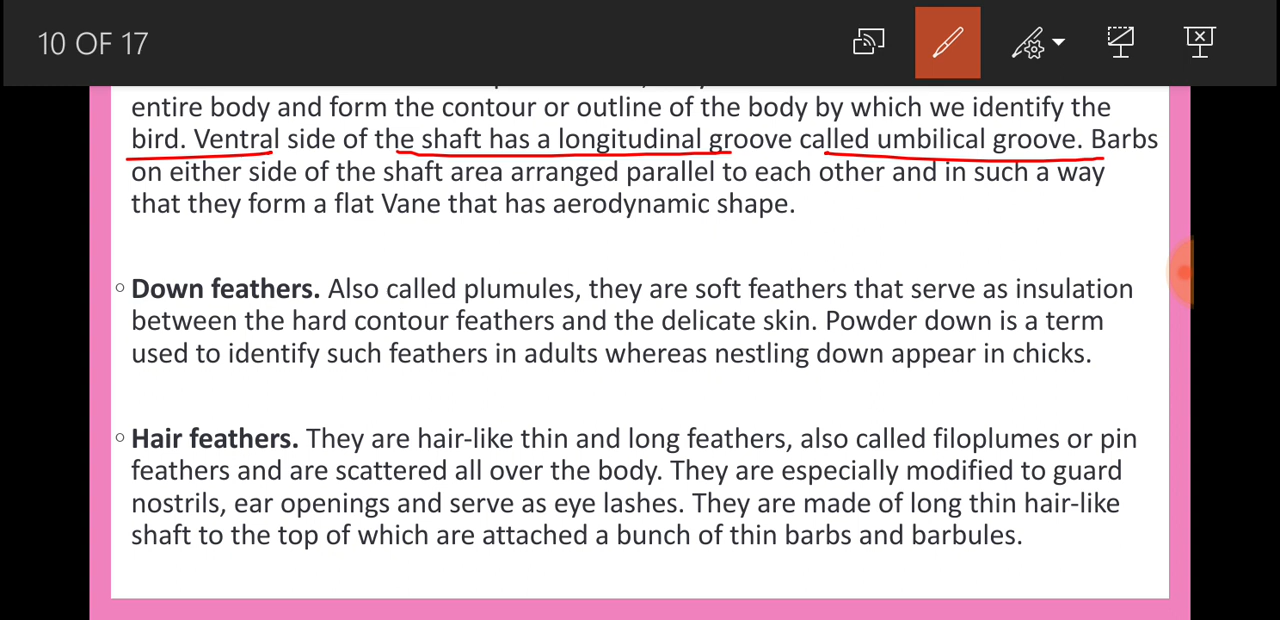 10 OF 17
entire body and form the contour or outline of the body by which we identify the
bird. Ventral side of the shaft has a longitudinal groove called umbilical groove. Barbs
on either side of the shaft area arranged parallel to each other and in such a way
that they form a flat Vane that has aerodynamic shape.
○ Down feathers. Also called plumules, they are soft feathers that serve as insulation
between the hard contour feathers and the delicate skin. Powder down is a term
used to identify such feathers in adults whereas nestling down appear in chicks.
○ Hair feathers. They are hair-like thin and long feathers, also called filoplumes or pin
feathers and are scattered all over the body. They are especially modified to guard
nostrils, ear openings and serve as eye lashes. They are made of long thin hair-like
shaft to the top of which are attached a bunch of thin barbs and barbules.